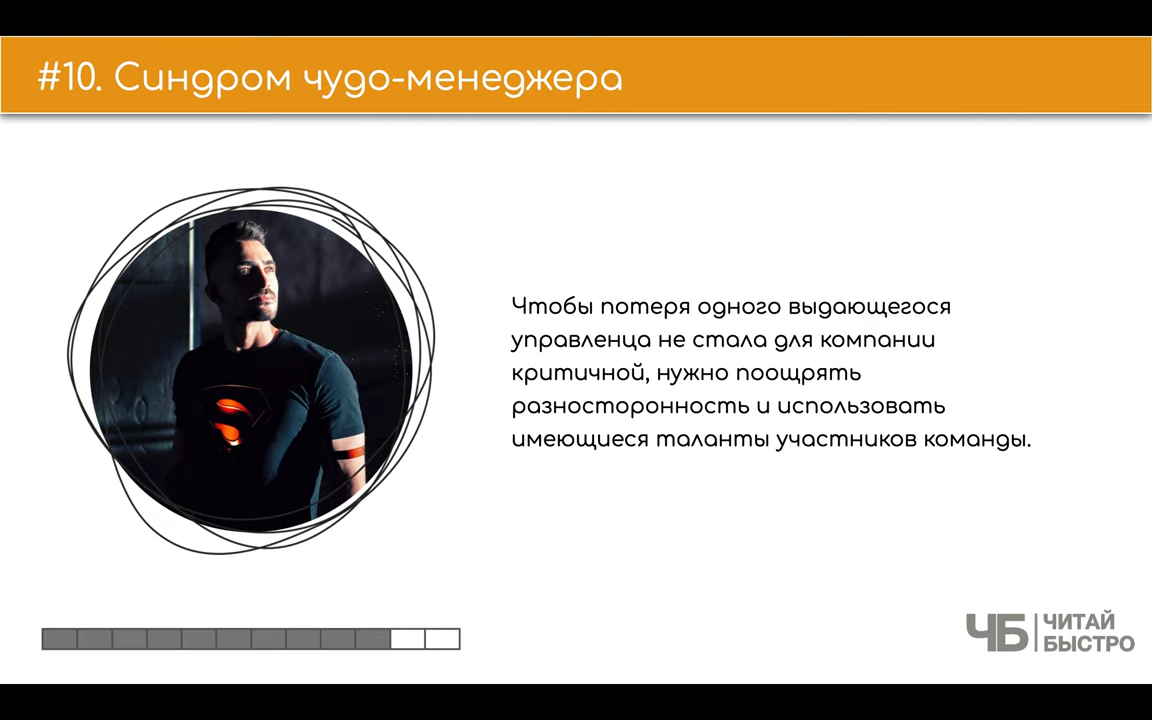 #10. Синдром чудо-менеджера
Чтобы потеря одного выдающегося
управленца не стала для компании
критичной, нужно поощрять
разносторонность и использовать
имеющиеся таланты участников команды.
ЧБ
ЧИТАЙ
БЫСТРО